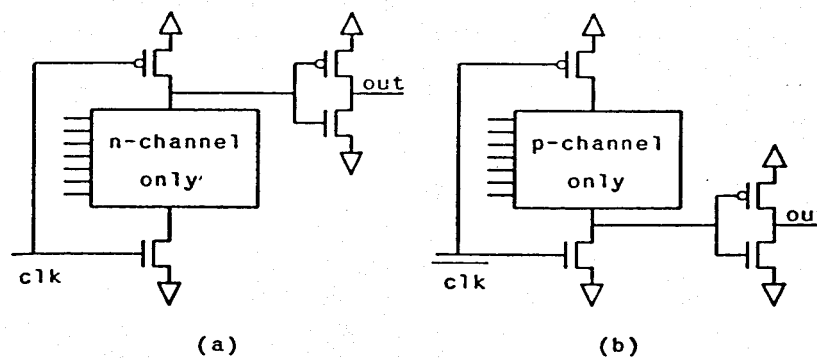 out
n-channel
only
clk
(a)
p-channel
only
ou
clk
(b)